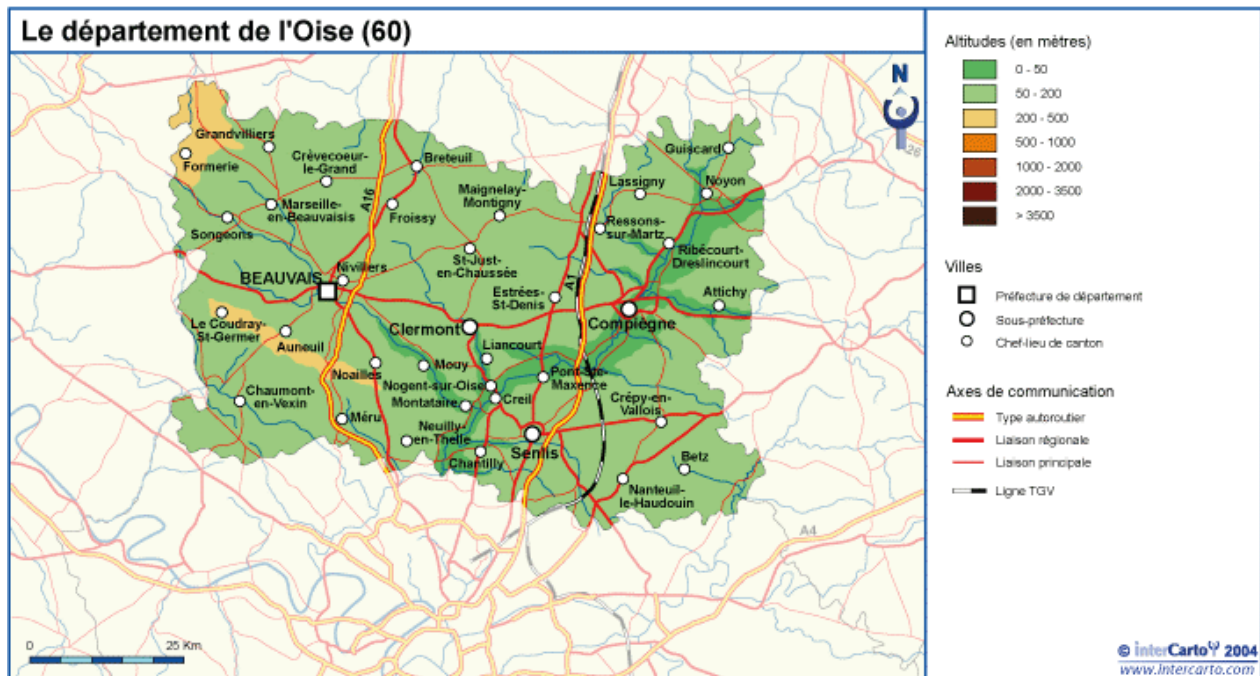 Le département de l'Oise (60)
N
Grandvilliers
Formerie
Crèvecoeur-
le-Grand
Breteuil
A16
Guiscard
A26
Lassigny
Noyon
Maignelay-
Montigny
Marseille-
en-Beauvaisis
Froissy
Songeons
Ressons-
sur-Martz
Ribécourt-
Dreslincourt
St-Just-
en-Chaussée
BEAUVAIS
Nivillers
A1
Estrées-
St-Denis
Attichy
Le Coudray-
St-Germer
Clermont
Compiègne
Auneuil
Liancourt
Noailles
Mouy
Nogent-sur-Oise
Pont-Ste-
Maxence
Chaumont-
en-Vexin
Montataire
Creil
Crépy-en-
Valois
Méru
Neuilly-
en-Thelle
Senlis
Chantilly
Betz
Nanteuil-
le-Haudouin
A4
0 25 Km
Altitudes (en mètres)
0 - 50
50 - 200
200 - 500
500 - 1000
1000 - 2000
2000 - 3500
> 3500
Villes
Préfecture de département
Sous-préfecture
Chef-lieu de canton
Axes de communication
Type autoroutier
Liaison régionale
Liaison principale
Ligne TGV
© interCarto 2004
www.intercarto.com